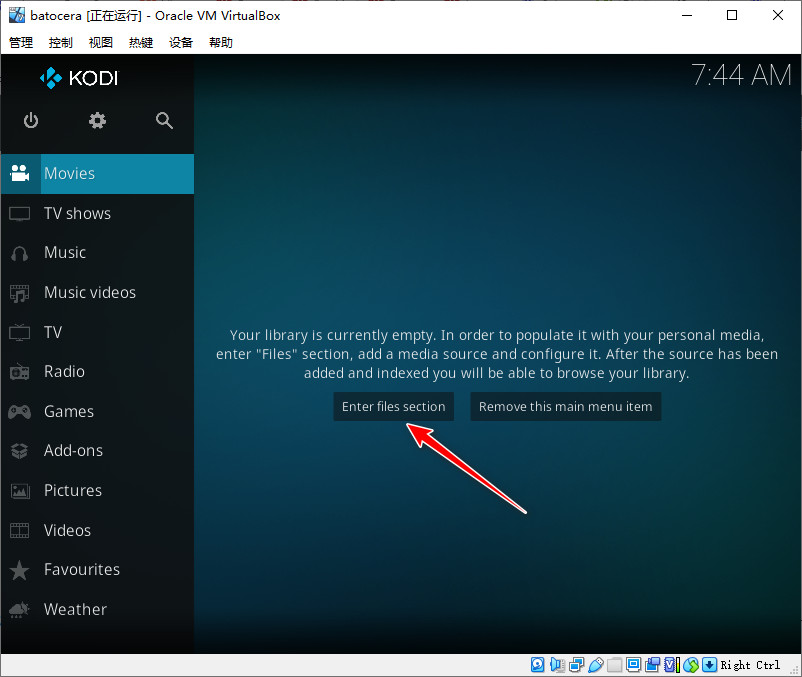 batocera [正在运行] - Oracle VM VirtualBox
管理 控制 视图 热键 设备 帮助
KODI
7:44 AM
Movies
TV shows
Music
Music videos
TV
Radio
Games
Add-ons
Pictures
Videos
Favourites
Weather
Your library is currently empty. In order to populate it with your personal media,
enter "Files" section, add a media source and configure it. After the source has been
added and indexed you will be able to browse your library.
Enter files section
Remove this main menu item
Right Ctrl